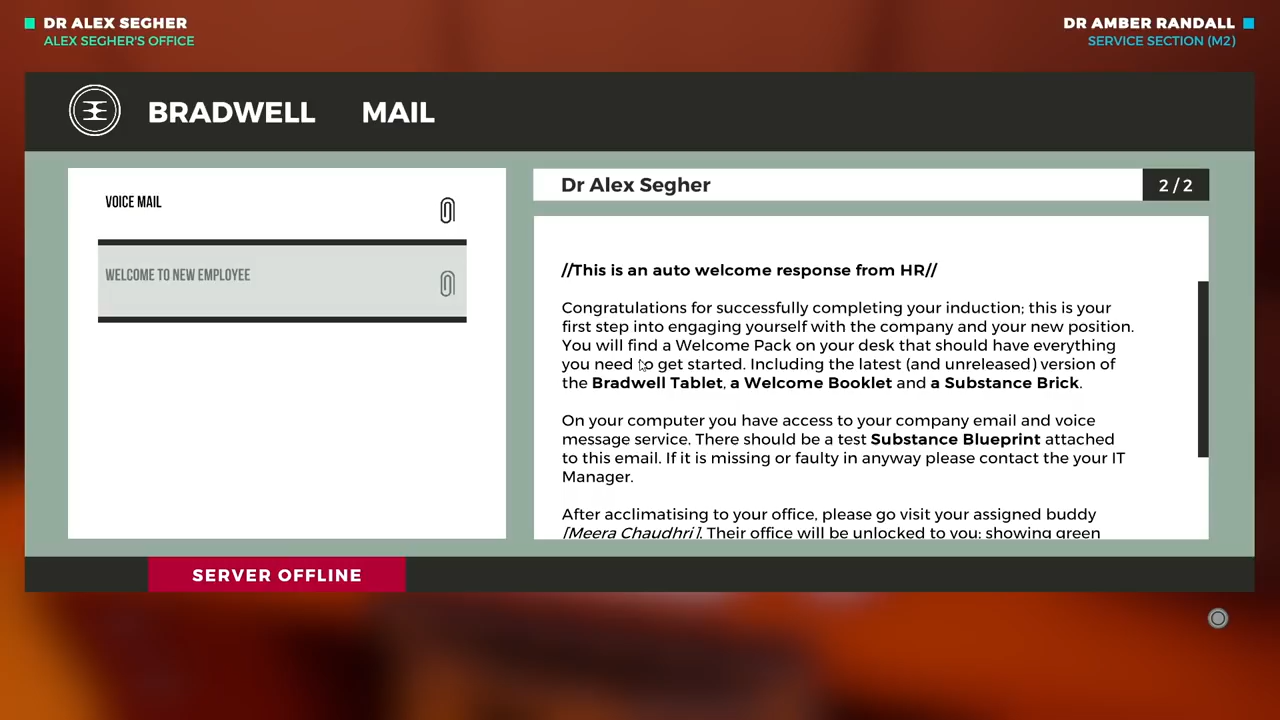 DR ALEX SEGHER
ALEX SEGHER'S OFFICE
DR AMBER RANDALL
SERVICE SECTION (M2)
BRADWELL MAIL
VOICE MAIL
WELCOME TO NEW EMPLOYEE
Dr Alex Segher
2 / 2
//This is an auto welcome response from HR//
Congratulations for successfully completing your induction; this is your
first step into engaging yourself with the company and your new position.
You will find a Welcome Pack on your desk that should have everything
you need to get started. Including the latest (and unreleased) version of
the Bradwell Tablet, a Welcome Booklet and a Substance Brick.
On your computer you have access to your company email and voice
message service. There should be a test Substance Blueprint attached
to this email. If it is missing or faulty in anyway please contact the your IT
Manager.
After acclimatising to your office, please go visit your assigned buddy
[Meera Chaudhri]. Their office will be unlocked to you; showing green
SERVER OFFLINE